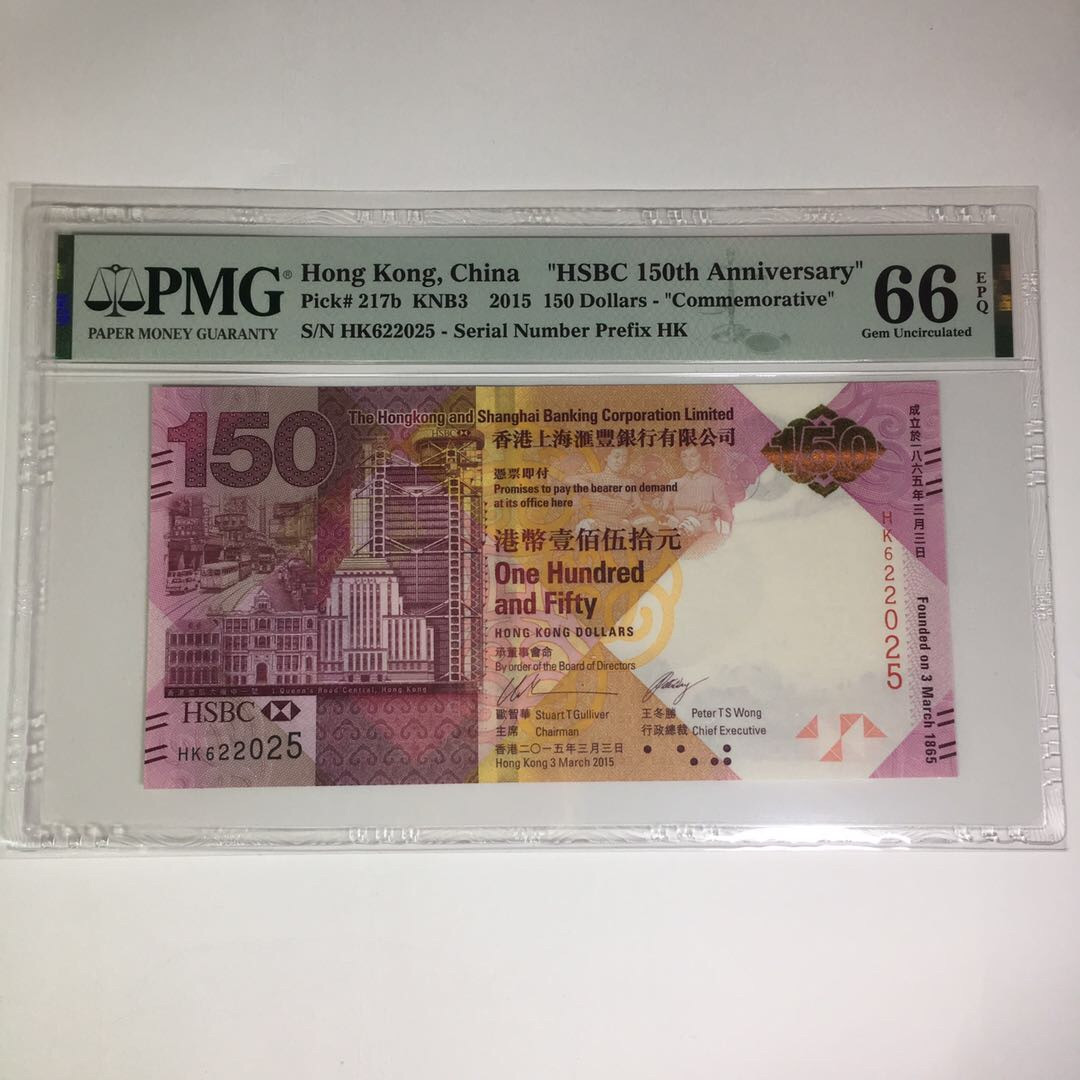 PMG®
PAPER MONEY GUARANTY
Hong Kong, China "HSBC 150th Anniversary"
Pick# 217b KNB3 2015 150 Dollars - "Commemorative"
S/N HK622025 - Serial Number Prefix HK
66
EPQ
Gem Uncirculated
150
The Hongkong and Shanghai Banking Corporation Limited
HSBC
香港上海滙豐銀行有限公司
憑票即付
Promises to pay the bearer on demand
at its office here
港幣壹佰伍拾元
One Hundred
and Fifty
HONG KONG DOLLARS
承董事會命
By order of the Board of Directors
歐智華 Stuart T Gulliver
主席 Chairman
王冬勝 Peter T S Wong
行政總裁 Chief Executive
香港二〇一五年三月三日
Hong Kong 3 March 2015
1 Queen's Road Central, Hong Kong
HSBC
HK622025
150
成立於一八六五年三月三日
Founded on 3 March 1865
HK622025